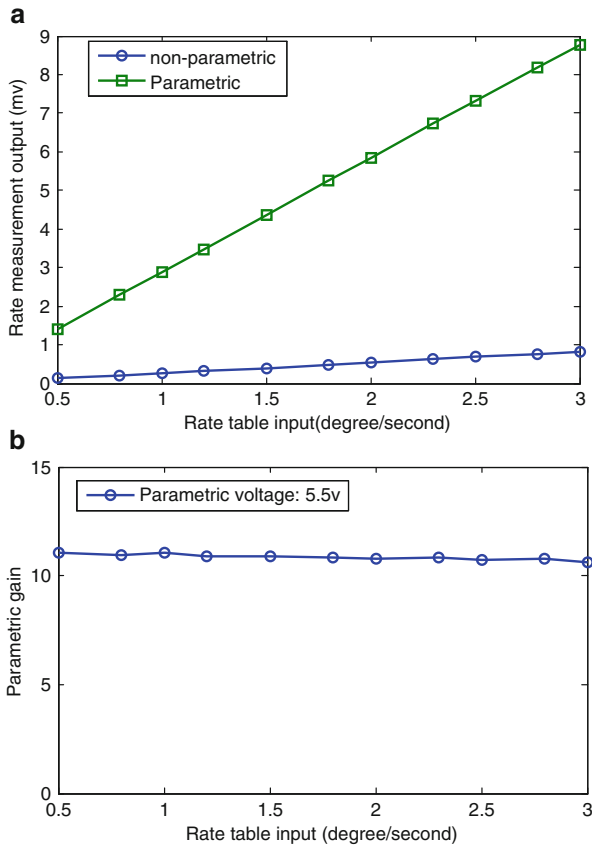 a
9
8
7
6
5
4
3
2
1
0
non-parametric
Parametric
Rate measurement output (mv)
0.5 1 1.5 2 2.5 3
Rate table input(degree/second)
b
15
10
5
0
Parametric voltage: 5.5v
Parametric gain
0.5 1 1.5 2 2.5 3
Rate table input (degree/second)